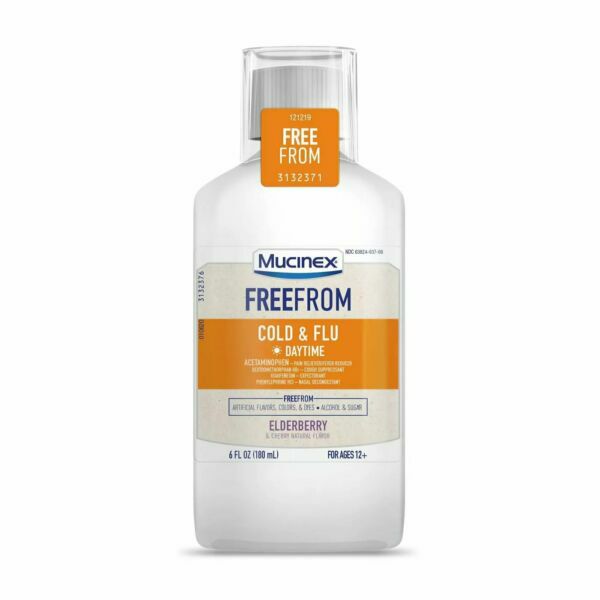 121219
FREE
FROM
3132371
MUCINEX
NDC 63824-037-66
FREEFROM
COLD & FLU
DAYTIME
ACETAMINOPHEN – PAIN RELIEVER/FEVER REDUCER
DEXTROMETHORPHAN HBr – COUGH SUPPRESSANT
GUAIFENESIN – EXPECTORANT
PHENYLEPHRINE HCl – NASAL DECONGESTANT
FREEFROM
ARTIFICIAL FLAVORS, COLORS, & DYES • ALCOHOL & SUGAR
ELDERBERRY
& CHERRY NATURAL FLAVOR
6 FL OZ (180 mL)
FOR AGES 12+
010820
3132376